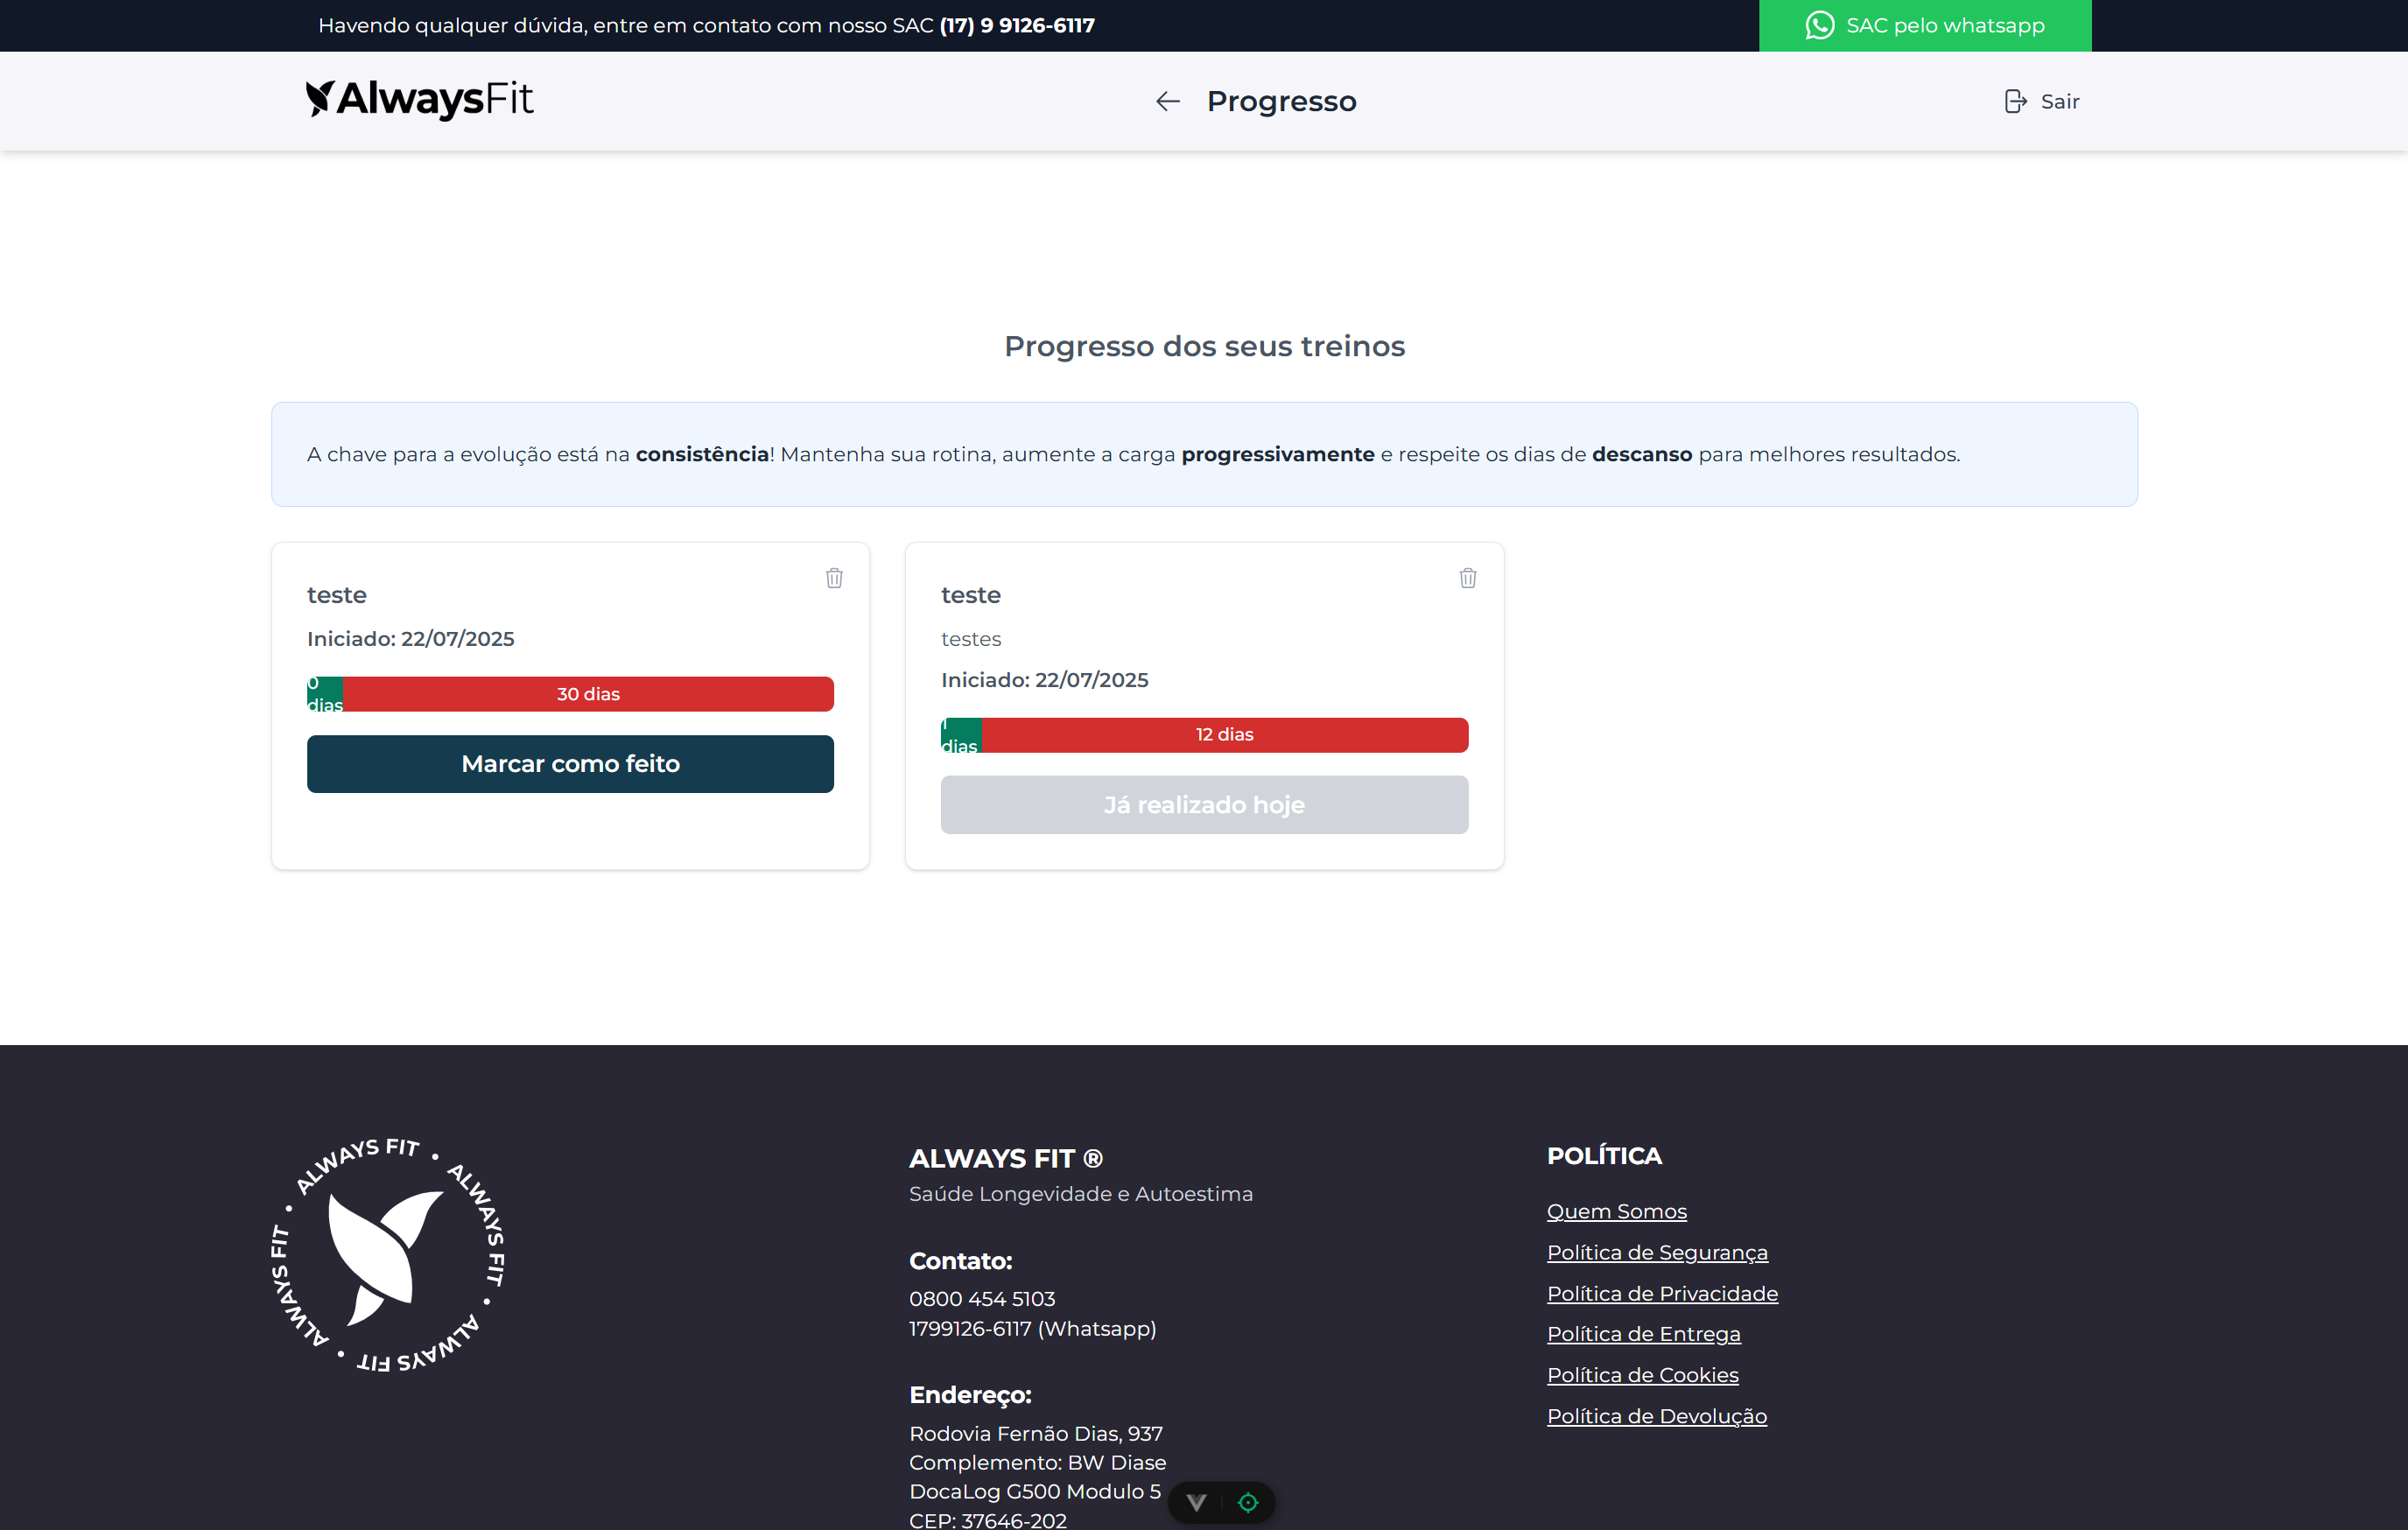 Havendo qualquer dúvida, entre em contato com nosso SAC (17) 9 9126-6117
SAC pelo whatsapp
AlwaysFit
Progresso
Sair
Progresso dos seus treinos
A chave para a evolução está na consistência! Mantenha sua rotina, aumente a carga progressivamente e respeite os dias de descanso para melhores resultados.
teste
Iniciado: 22/07/2025
0
dias
30 dias
Marcar como feito
teste
testes
Iniciado: 22/07/2025
1
dias
12 dias
Já realizado hoje
ALWAYS FIT • ALWAYS FIT • ALWAYS FIT • ALWAYS FIT •
ALWAYS FIT ®
Saúde Longevidade e Autoestima
Contato:
0800 454 5103
1799126-6117 (Whatsapp)
Endereço:
Rodovia Fernão Dias, 937
Complemento: BW Diase
DocaLog G500 Modulo 5
CEP: 37646-202
POLÍTICA
Quem Somos
Política de Segurança
Política de Privacidade
Política de Entrega
Política de Cookies
Política de Devolução